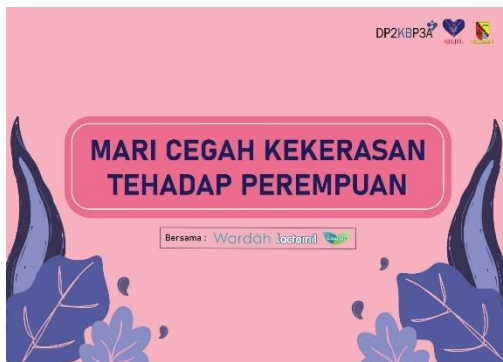 DP2KBP3A
MARI CEGAH KEKERASAN
TEHADAP PEREMPUAN
Bersama : Wardah lactamil